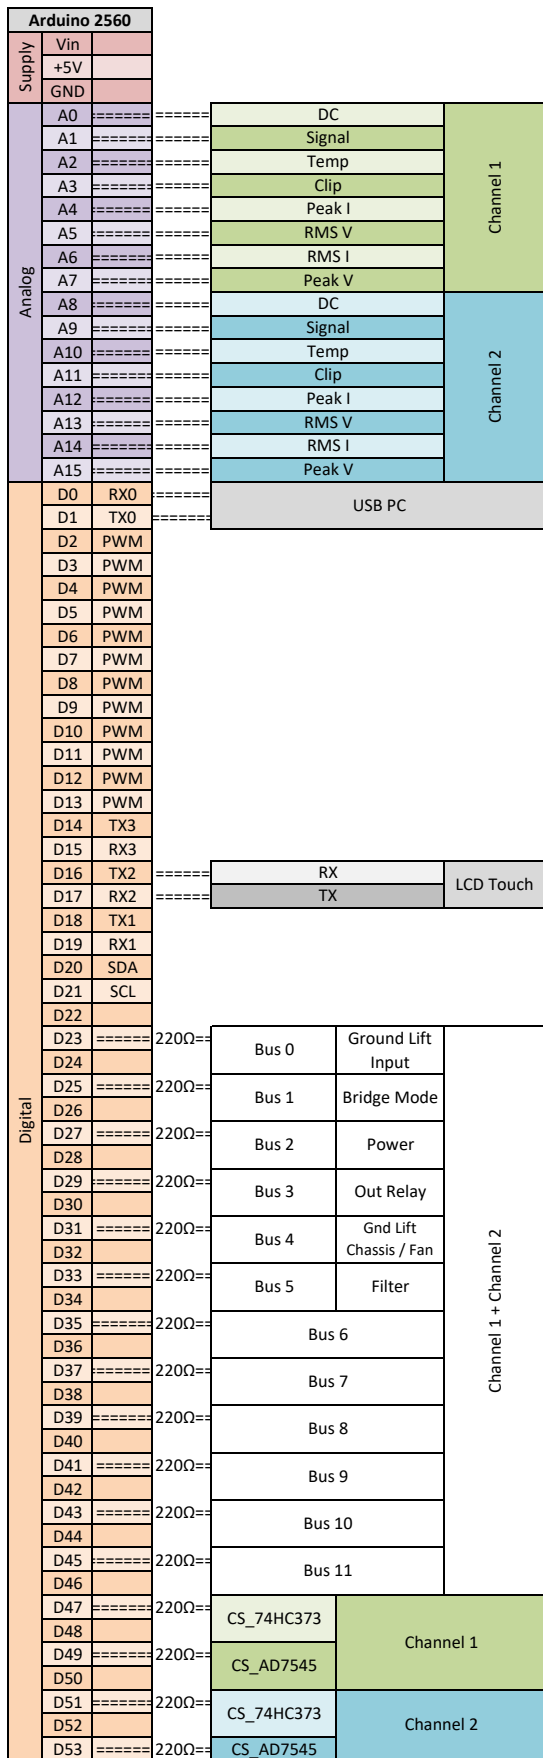 Arduino 2560
Supply
Vin
+5V
GND
Analog
A0 ====== ====== DC
A1 ====== ====== Signal
A2 ====== ====== Temp
A3 ====== ====== Clip
A4 ====== ====== Peak I
A5 ====== ====== RMS V
A6 ====== ====== RMS I
A7 ====== ====== Peak V
Channel 1
A8 ====== ====== DC
A9 ====== ====== Signal
A10 ====== ====== Temp
A11 ====== ====== Clip
A12 ====== ====== Peak I
A13 ====== ====== RMS V
A14 ====== ====== RMS I
A15 ====== ====== Peak V
Channel 2
Digital
D0 RX0 ======
D1 TX0 ======
USB PC
D2 PWM
D3 PWM
D4 PWM
D5 PWM
D6 PWM
D7 PWM
D8 PWM
D9 PWM
D10 PWM
D11 PWM
D12 PWM
D13 PWM
D14 TX3
D15 RX3
D16 TX2 ====== RX
D17 RX2 ====== TX
LCD Touch
D18 TX1
D19 RX1
D20 SDA
D21 SCL
D22
D23 ====== 220Ω== Bus 0 Ground Lift
Input
D24
D25 ====== 220Ω== Bus 1 Bridge Mode
D26
D27 ====== 220Ω== Bus 2 Power
D28
D29 ====== 220Ω== Bus 3 Out Relay
D30
D31 ====== 220Ω== Bus 4 Gnd Lift
Chassis / Fan
D32
D33 ====== 220Ω== Bus 5 Filter
D34
D35 ====== 220Ω== Bus 6
D36
D37 ====== 220Ω== Bus 7
D38
D39 ====== 220Ω== Bus 8
D40
D41 ====== 220Ω== Bus 9
D42
D43 ====== 220Ω== Bus 10
D44
D45 ====== 220Ω== Bus 11
D46
Channel 1 + Channel 2
D47 ====== 220Ω== CS_74HC373
D48
D49 ====== 220Ω== CS_AD7545
D50
Channel 1
D51 ====== 220Ω== CS_74HC373
D52
D53 ====== 220Ω== CS_AD7545
Channel 2